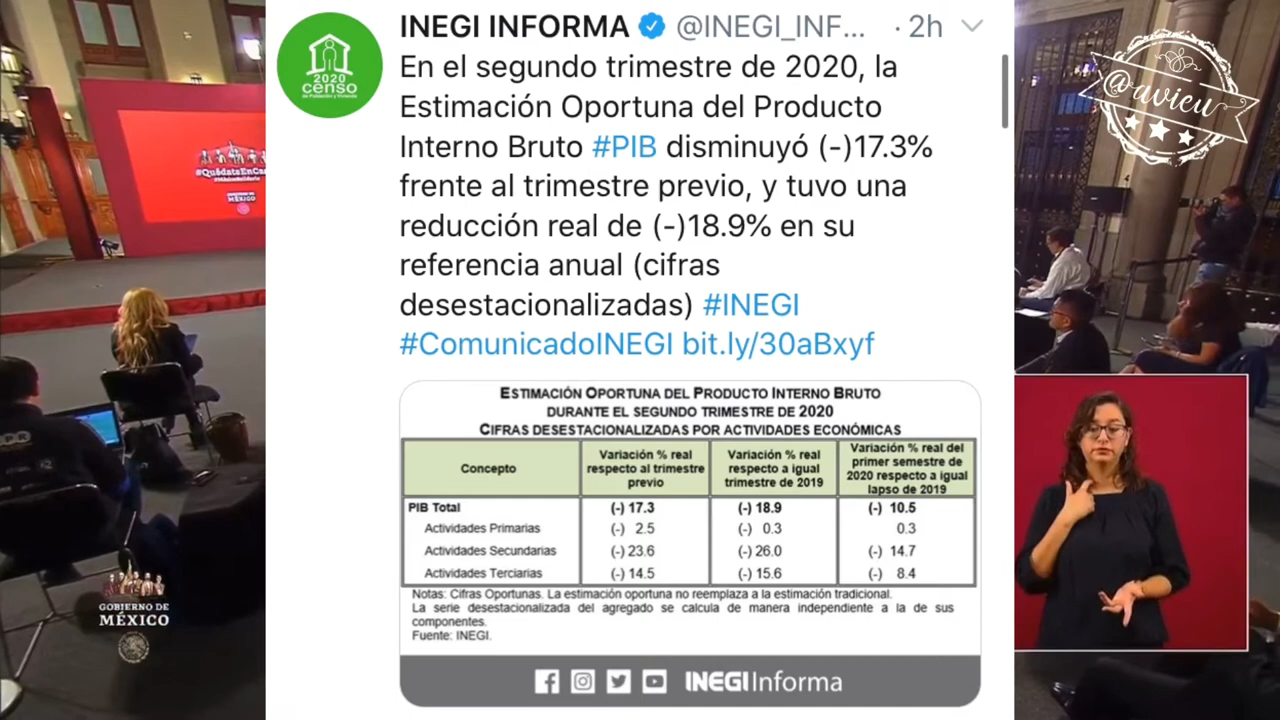 INEGI INFORMA @INEGI_INF... · 2h
2020
censo
de Población y Vivienda
En el segundo trimestre de 2020, la
Estimación Oportuna del Producto
Interno Bruto #PIB disminuyó (-)17.3%
frente al trimestre previo, y tuvo una
reducción real de (-)18.9% en su
referencia anual (cifras
desestacionalizadas) #INEGI
#ComunicadoINEGI bit.ly/30aBxyf
ESTIMACIÓN OPORTUNA DEL PRODUCTO INTERNO BRUTO
DURANTE EL SEGUNDO TRIMESTRE DE 2020
CIFRAS DESESTACIONALIZADAS POR ACTIVIDADES ECONÓMICAS
Concepto
Variación % real
respecto al trimestre
previo
Variación % real
respecto a igual
trimestre de 2019
Variación % real del
primer semestre de
2020 respecto a igual
lapso de 2019
PIB Total (-) 17.3 (-) 18.9 (-) 10.5
Actividades Primarias (-) 2.5 (-) 0.3 0.3
Actividades Secundarias (-) 23.6 (-) 26.0 (-) 14.7
Actividades Terciarias (-) 14.5 (-) 15.6 (-) 8.4
Notas: Cifras Oportunas. La estimación oportuna no reemplaza a la estimación tradicional.
La serie desestacionalizada del agregado se calcula de manera independiente a la de sus
componentes.
Fuente: INEGI.
INEGI Informa
@avieu
#QuédateEnCas
MÉXICO
PR
GOBIERNO DE
MÉXICO